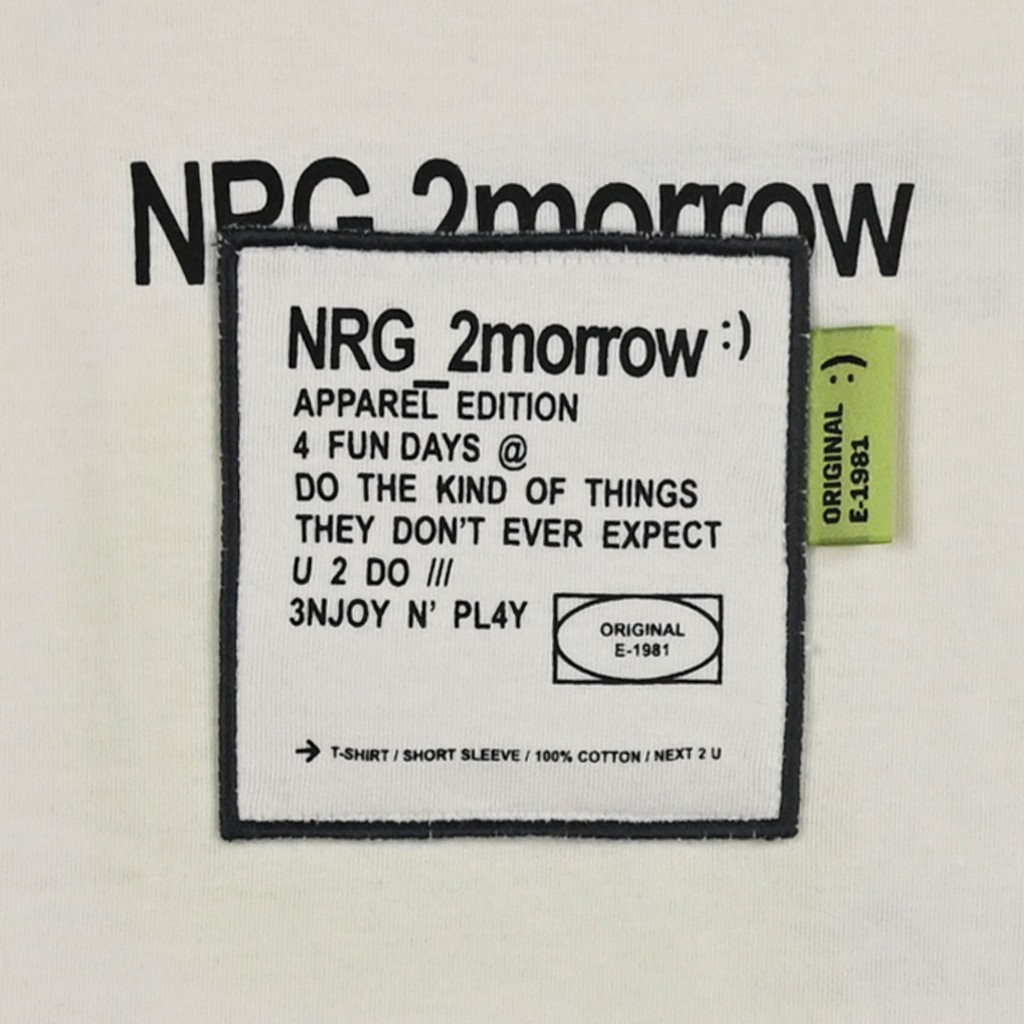 NRG 2morrow
NRG_2morrow :)
APPAREL EDITION
4 FUN DAYS @
DO THE KIND OF THINGS
THEY DON'T EVER EXPECT
U 2 DO ///
3NJOY N' PL4Y
ORIGINAL
E-1981
→ T-SHIRT / SHORT SLEEVE / 100% COTTON / NEXT 2 U
ORIGINAL :)
E-1981